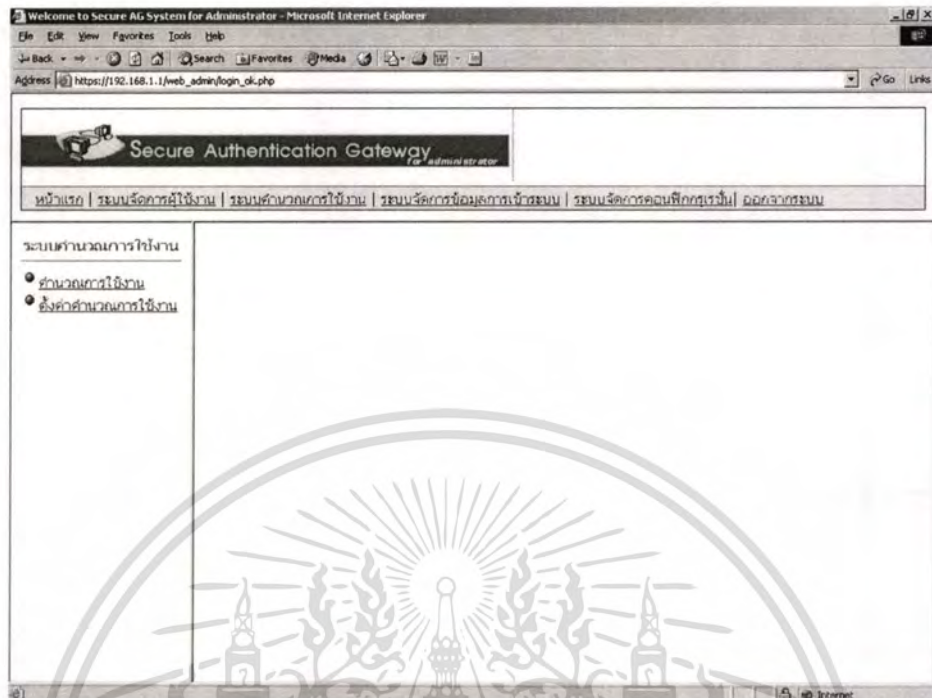 Welcome to Secure AG System for Administrator - Microsoft Internet Explorer
File Edit View Favorites Tools Help
Back Search Favorites Media
Address https://192.168.1.1/web_admin/login_ok.php Go Links
Secure Authentication Gateway
for administrator
หน้าแรก | ระบบจัดการผู้ใช้งาน | ระบบคำนวณการใช้งาน | ระบบจัดการข้อมูลการเข้าระบบ | ระบบจัดการคอนฟิกกุเรชั่น| ออกจากระบบ
ระบบคำนวณการใช้งาน
คำนวณการใช้งาน
ตั้งค่าคำนวณการใช้งาน
Internet